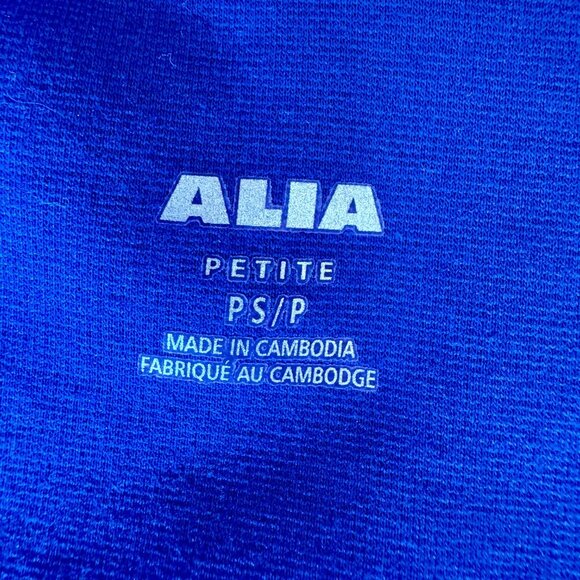 ALIA
PETITE
PS/P
MADE IN CAMBODIA
FABRIQUÉ AU CAMBODGE